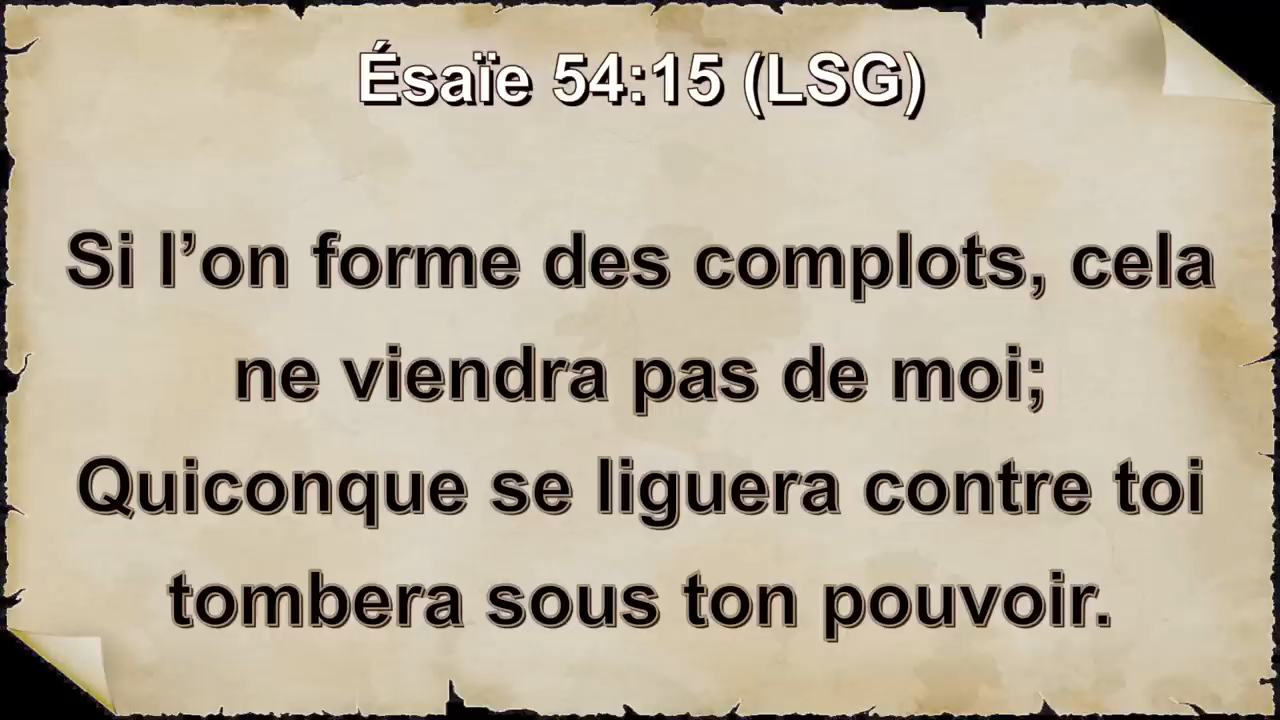 Ésaïe 54:15 (LSG)
Si l’on forme des complots, cela
ne viendra pas de moi;
Quiconque se liguera contre toi
tombera sous ton pouvoir.